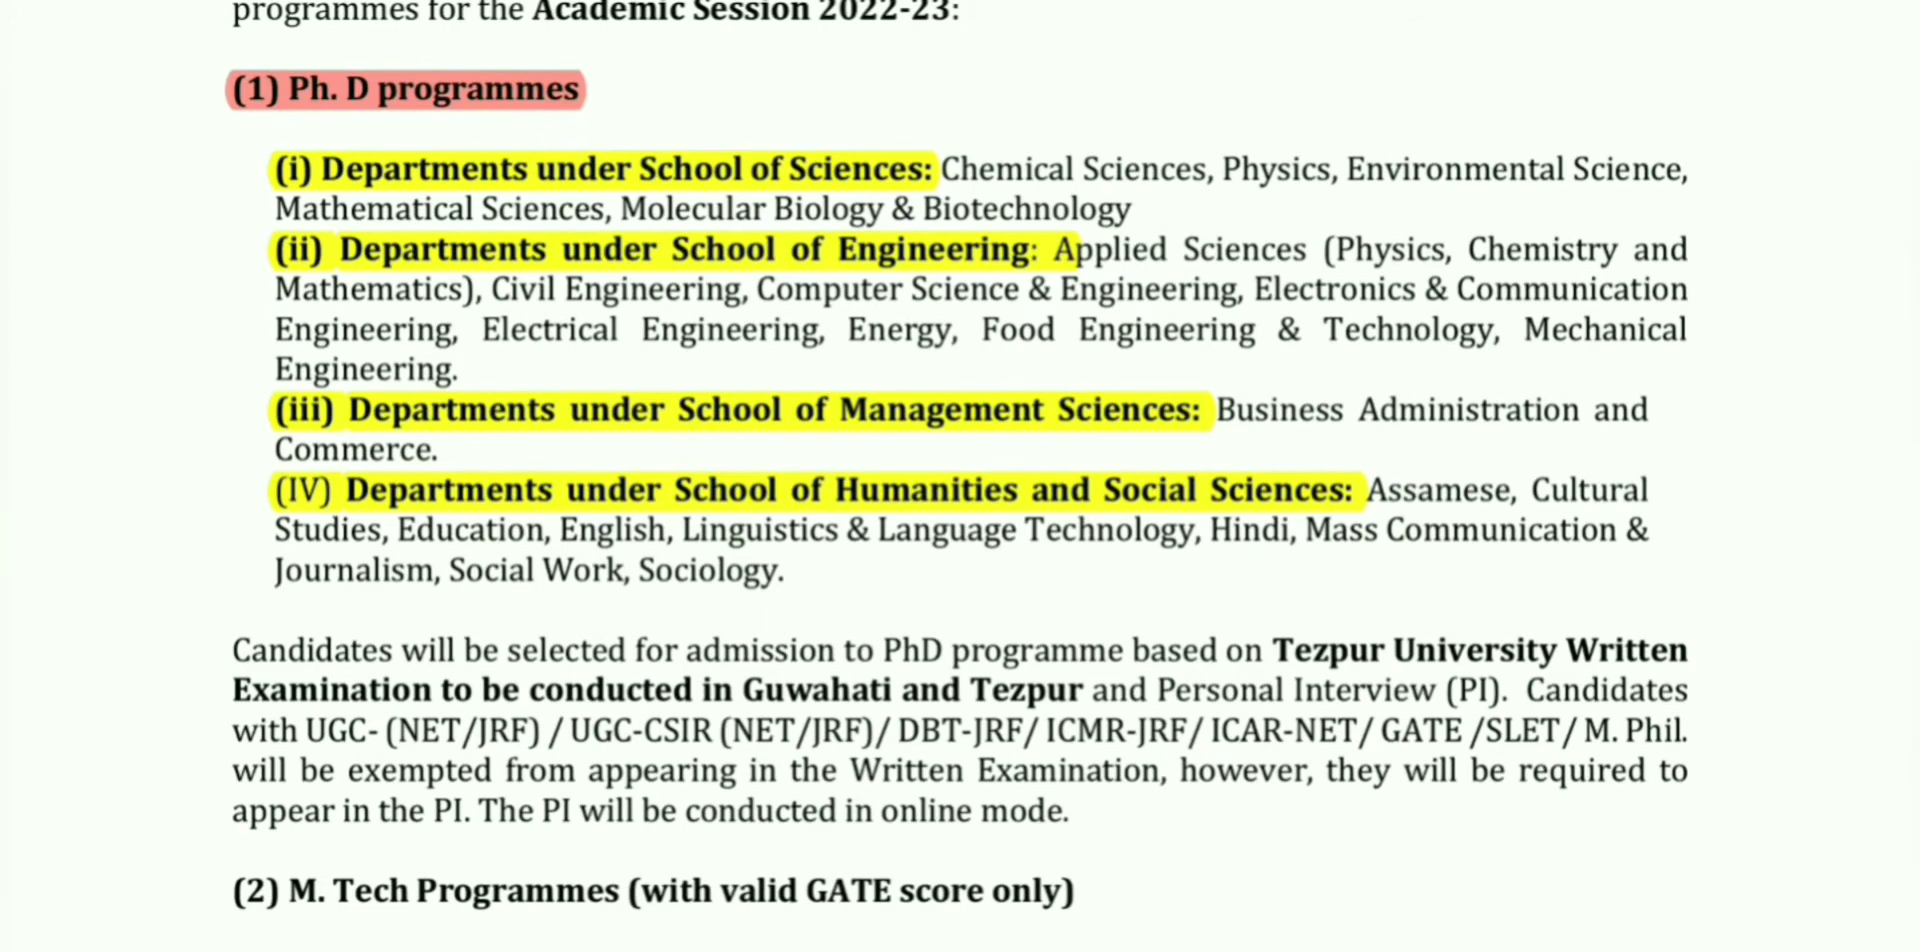 programmes for the Academic Session 2022-23:
(1) Ph. D programmes
(i) Departments under School of Sciences: Chemical Sciences, Physics, Environmental Science,
Mathematical Sciences, Molecular Biology & Biotechnology
(ii) Departments under School of Engineering: Applied Sciences (Physics, Chemistry and
Mathematics), Civil Engineering, Computer Science & Engineering, Electronics & Communication
Engineering, Electrical Engineering, Energy, Food Engineering & Technology, Mechanical
Engineering.
(iii) Departments under School of Management Sciences: Business Administration and
Commerce.
(IV) Departments under School of Humanities and Social Sciences: Assamese, Cultural
Studies, Education, English, Linguistics & Language Technology, Hindi, Mass Communication &
Journalism, Social Work, Sociology.
Candidates will be selected for admission to PhD programme based on Tezpur University Written
Examination to be conducted in Guwahati and Tezpur and Personal Interview (PI). Candidates
with UGC- (NET/JRF) / UGC-CSIR (NET/JRF)/ DBT-JRF/ ICMR-JRF/ ICAR-NET/ GATE /SLET/ M. Phil.
will be exempted from appearing in the Written Examination, however, they will be required to
appear in the PI. The PI will be conducted in online mode.
(2) M. Tech Programmes (with valid GATE score only)